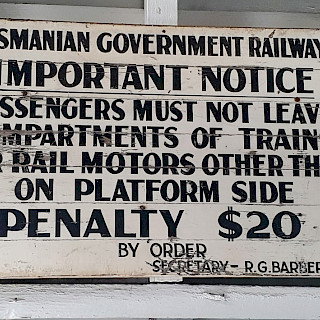 SMANIAN GOVERNMENT RAILWAY
IMPORTANT NOTICE
SSENGERS MUST NOT LEAV
MPARTMENTS OF TRAIN
R RAIL MOTORS OTHER TH
ON PLATFORM SIDE
PENALTY $20
BY ORDER
SECRETARY - R.G. BARBER